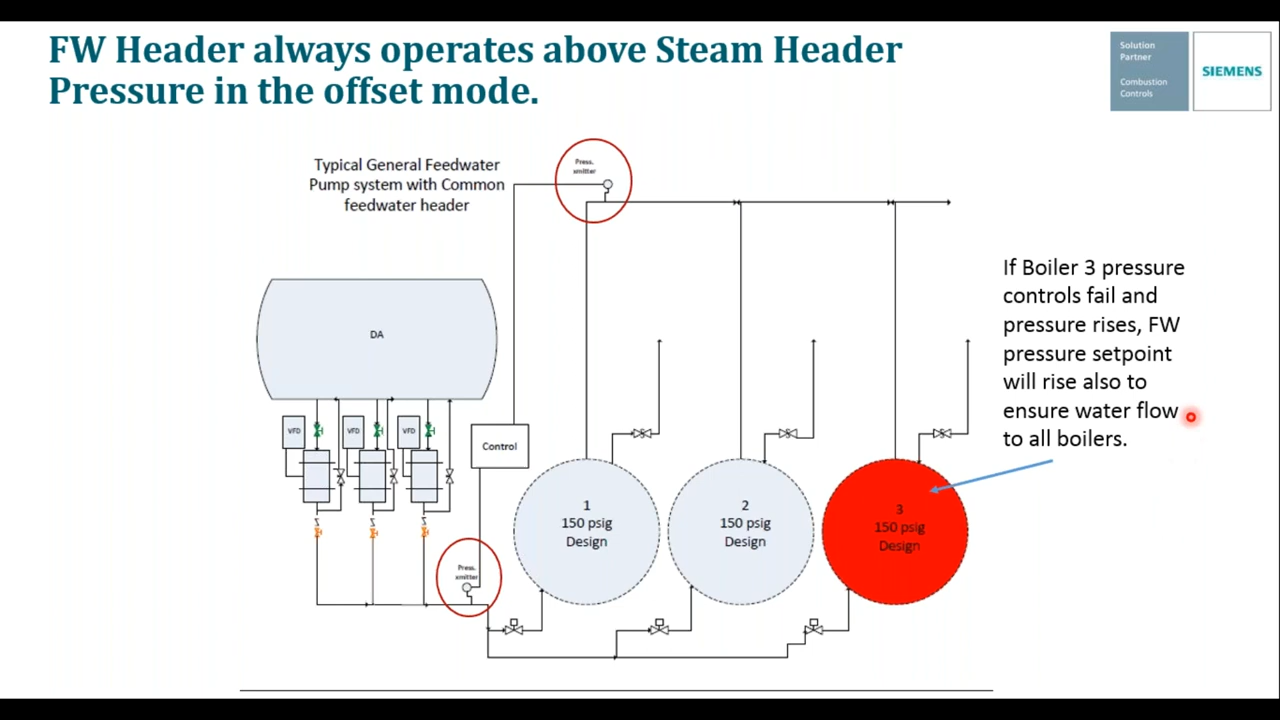 FW Header always operates above Steam Header
Pressure in the offset mode.
Solution
Partner
Combustion
Controls
SIEMENS
Typical General Feedwater
Pump system with Common
feedwater header
Press.
xmitter
DA
If Boiler 3 pressure
controls fail and
pressure rises, FW
pressure setpoint
will rise also to
ensure water flow
to all boilers.
VFD
VFD
VFD
Control
1
150 psig
Design
2
150 psig
Design
3
150 psig
Design
Press.
xmitter